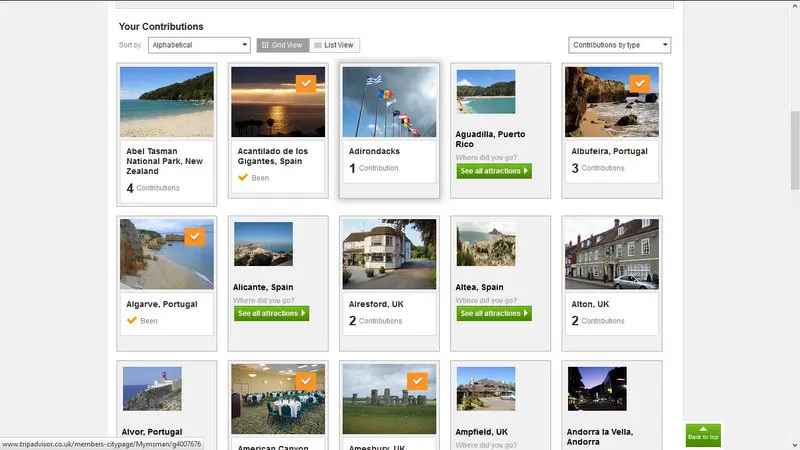 Your Contributions
Sort by: Alphabetical Grid View List View Contributions by type
Abel Tasman
National Park, New
Zealand
4 Contributions
Acantilado de los
Gigantes, Spain
Been
Adirondacks
1 Contribution
Aguadilla, Puerto
Rico
Where did you go?
See all attractions
Albufeira, Portugal
3 Contributions
Algarve, Portugal
Been
Alicante, Spain
Where did you go?
See all attractions
Alresford, UK
2 Contributions
Altea, Spain
Where did you go?
See all attractions
Alton, UK
2 Contributions
Alvor, Portugal
American Canyon
Amesbury, UK
Ampfield, UK
Where did you go?
Andorra la Vella,
Andorra
Back to top
www.tripadvisor.co.uk/members-citypage/Mymsman/g4007676